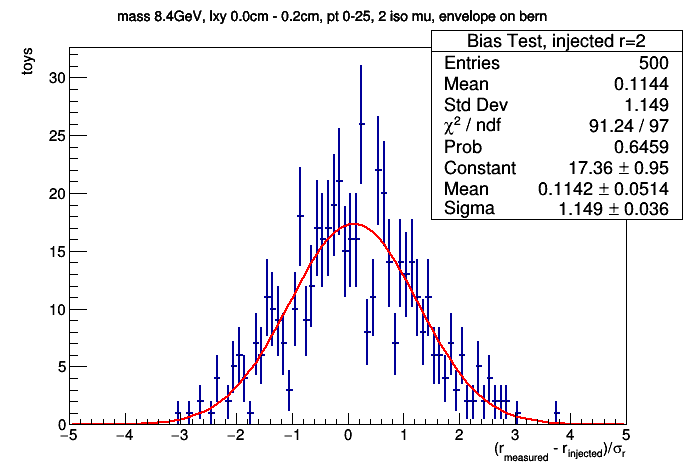 mass 8.4GeV, lxy 0.0cm - 0.2cm, pt 0-25, 2 iso mu, envelope on bern
Bias Test, injected r=2
Entries 500
Mean 0.1144
Std Dev 1.149
χ² / ndf 91.24 / 97
Prob 0.6459
Constant 17.36 ± 0.95
Mean 0.1142 ± 0.0514
Sigma 1.149 ± 0.036
toys
30
25
20
15
10
5
0
−5 −4 −3 −2 −1 0 1 2 3 4 5
(r_measured - r_injected)/σ_r